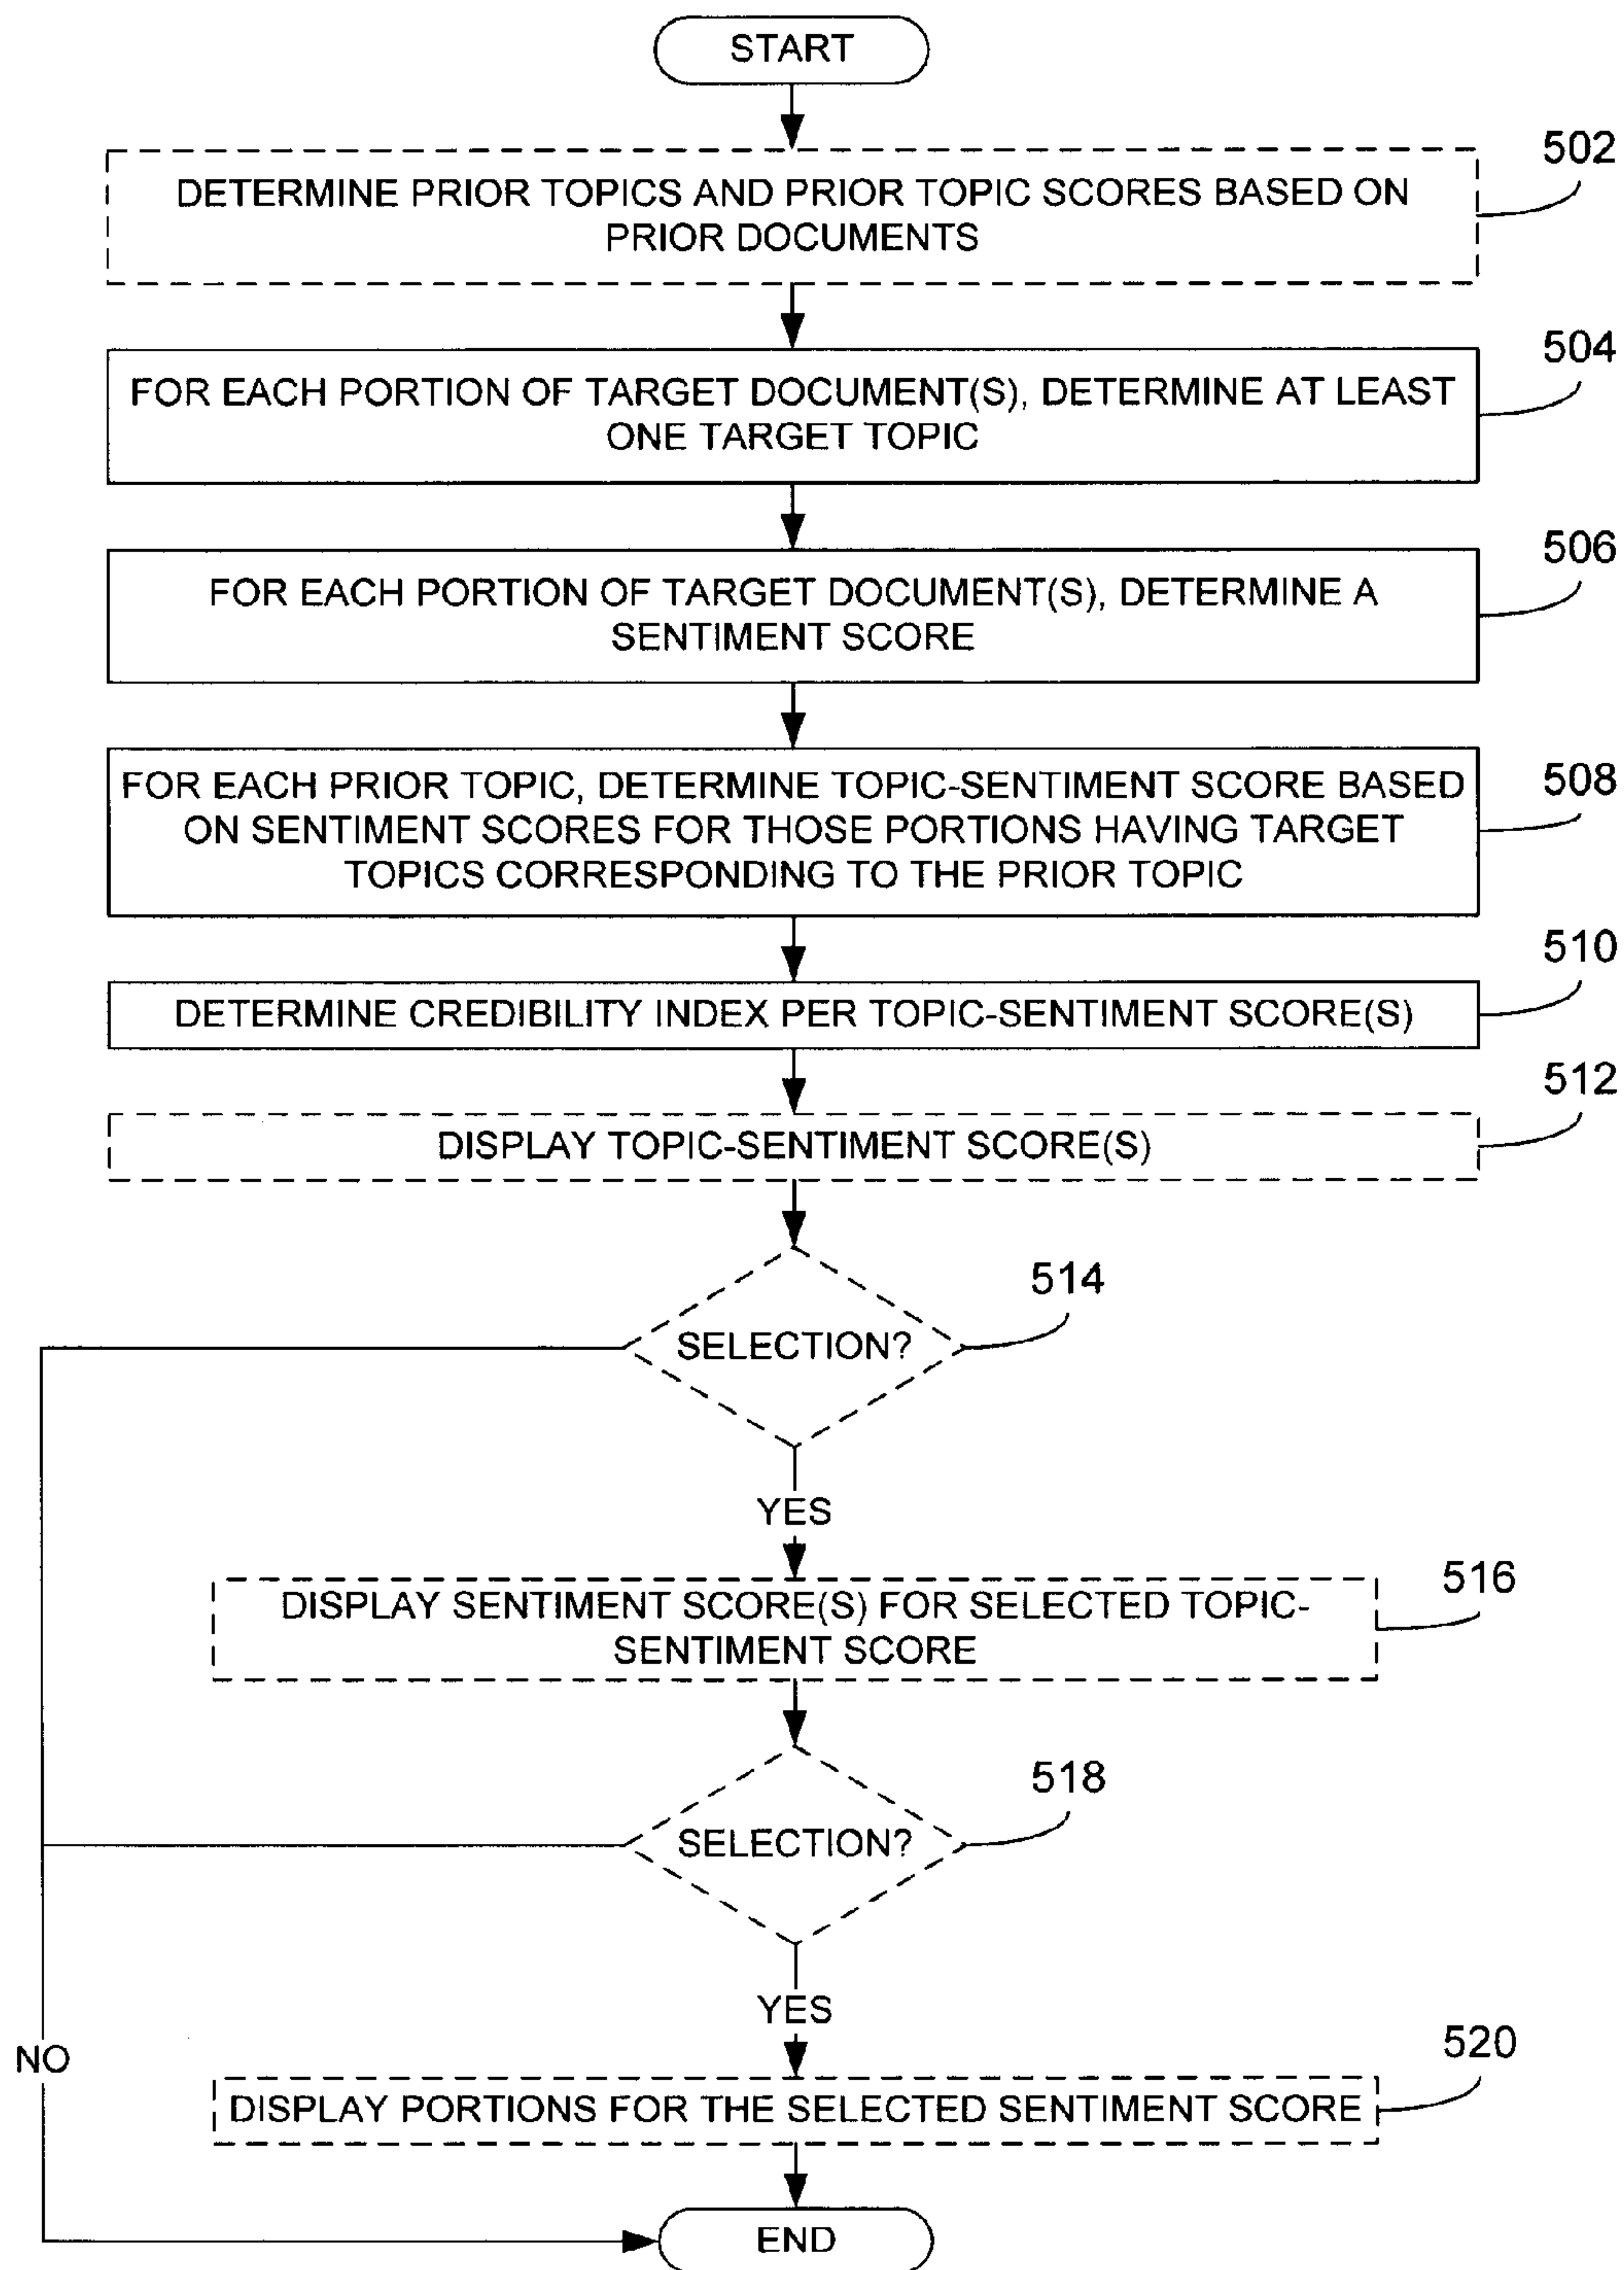 START
502
DETERMINE PRIOR TOPICS AND PRIOR TOPIC SCORES BASED ON
PRIOR DOCUMENTS
504
FOR EACH PORTION OF TARGET DOCUMENT(S), DETERMINE AT LEAST
ONE TARGET TOPIC
506
FOR EACH PORTION OF TARGET DOCUMENT(S), DETERMINE A
SENTIMENT SCORE
508
FOR EACH PRIOR TOPIC, DETERMINE TOPIC-SENTIMENT SCORE BASED
ON SENTIMENT SCORES FOR THOSE PORTIONS HAVING TARGET
TOPICS CORRESPONDING TO THE PRIOR TOPIC
510
DETERMINE CREDIBILITY INDEX PER TOPIC-SENTIMENT SCORE(S)
512
DISPLAY TOPIC-SENTIMENT SCORE(S)
514
SELECTION?
YES
516
DISPLAY SENTIMENT SCORE(S) FOR SELECTED TOPIC-
SENTIMENT SCORE
518
SELECTION?
YES
NO
520
DISPLAY PORTIONS FOR THE SELECTED SENTIMENT SCORE
END